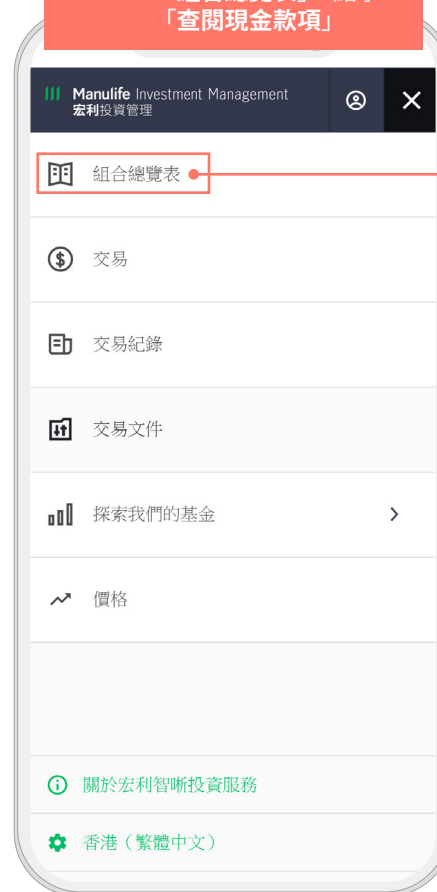 「查閱現金款項」
Manulife Investment Management
宏利投資管理
組合總覽表
交易
交易紀錄
交易文件
探索我們的基金
價格
關於宏利智晰投資服務
香港（繁體中文）